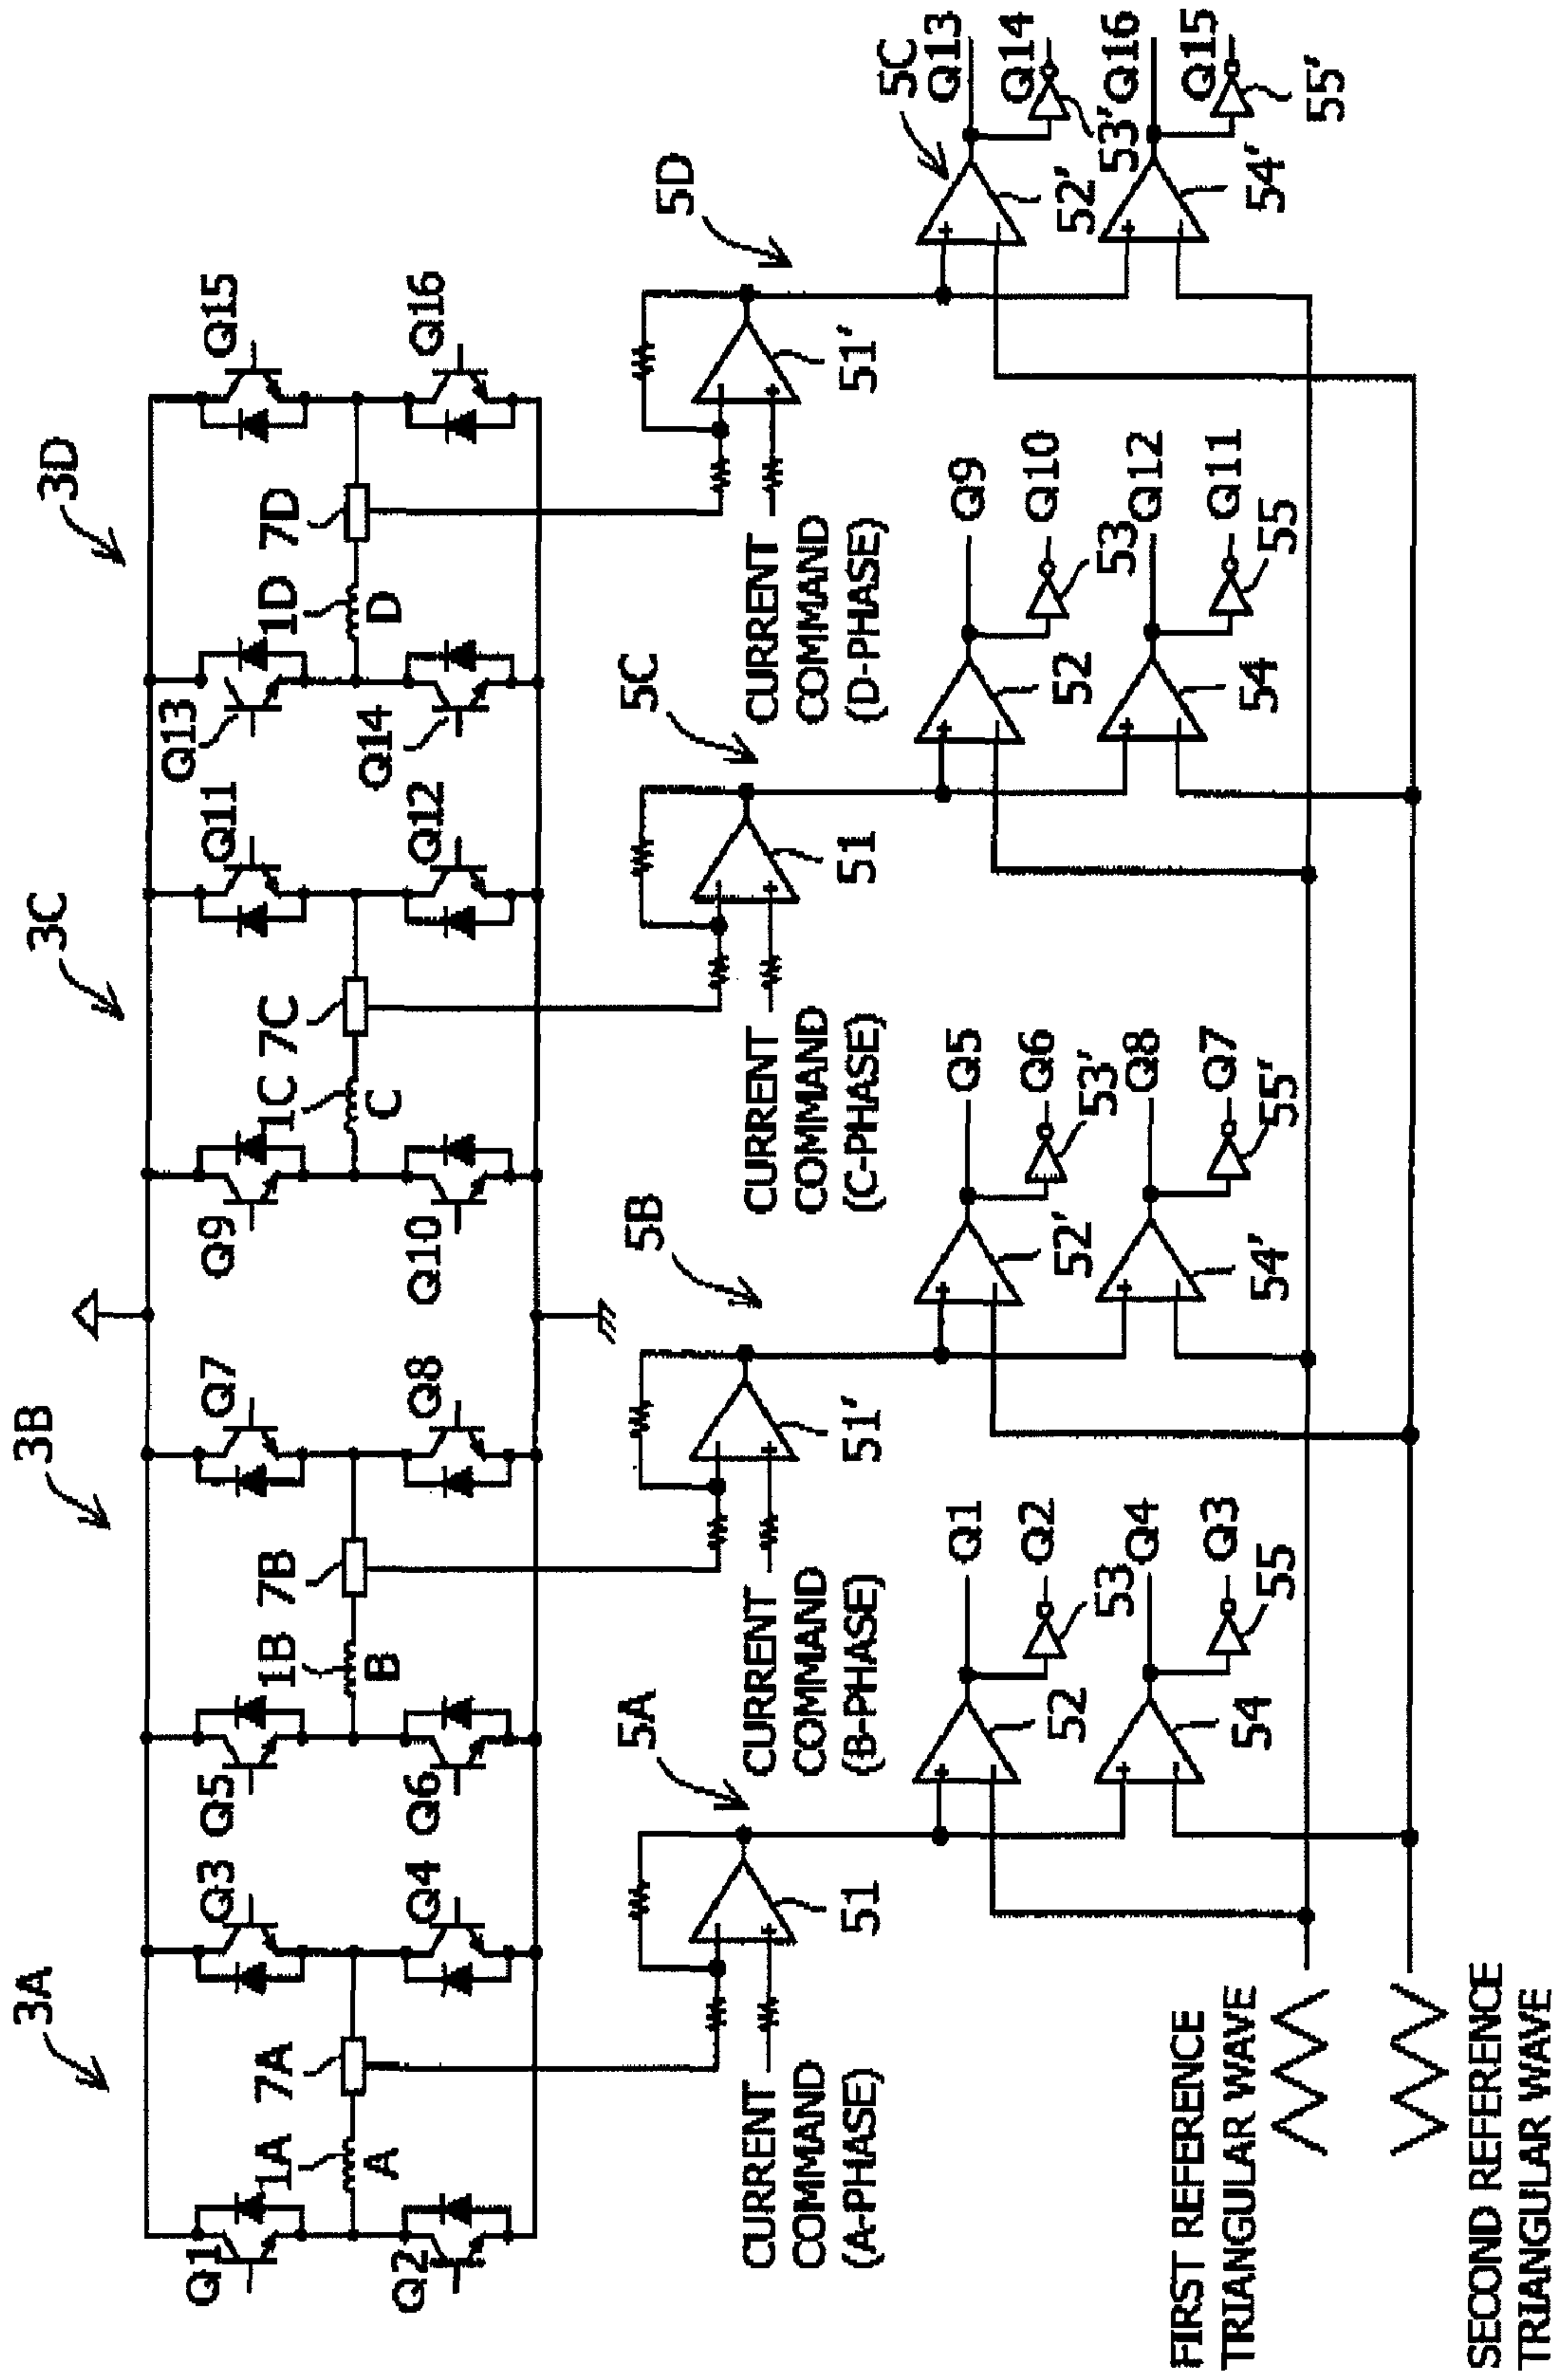 3A
3B
3C
3D
Q1
Q3
Q5
Q7
Q9
Q11
Q13
Q15
1A
7A
1B
7B
1C
7C
1D
7D
A
B
C
D
Q2
Q4
Q6
Q8
Q10
Q12
Q14
Q16
5A
5B
5C
5D
CURRENT
COMMAND
(A-PHASE)
51
CURRENT
COMMAND
(B-PHASE)
51'
CURRENT
COMMAND
(C-PHASE)
51
CURRENT
COMMAND
(D-PHASE)
51'
5C
Q1
Q2
52
53
Q4
Q3
54
55
Q5
Q6
52'
53'
Q8
Q7
54'
55'
Q9
Q10
52
53
Q12
Q11
54
55
Q13
Q14
52'
53'
Q16
Q15
54'
55'
FIRST REFERENCE
TRIANGULAR WAVE
SECOND REFERENCE
TRIANGULAR WAVE
+
+
+
+
+
+
+
+
+
+
+
+